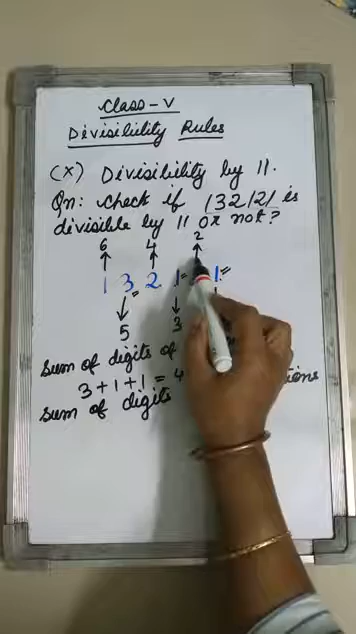 Class-V
Divisibility Rules
(x) Divisibility by 11.
Qn: Check if 132121 is
divisible by 11 or not?
6 4 2
1 3 2 1 1
5 3
Sum of digits of
3+1+1 = 4
Sum of digits